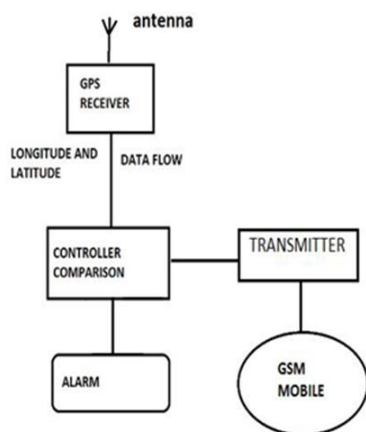 antenna
GPS
RECEIVER
LONGITUDE AND
LATITUDE
DATA FLOW
CONTROLLER
COMPARISON
TRANSMITTER
ALARM
GSM
MOBILE